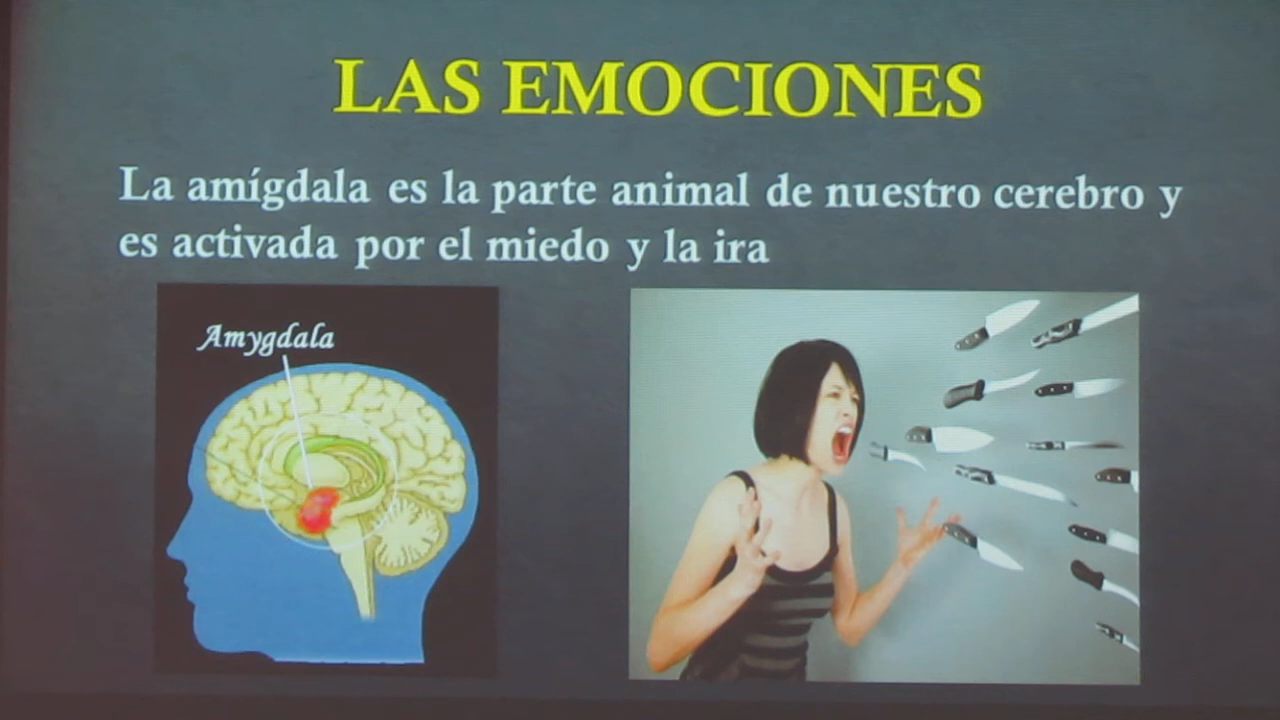 LAS EMOCIONES
La amígdala es la parte animal de nuestro cerebro y
es activada por el miedo y la ira
Amygdala